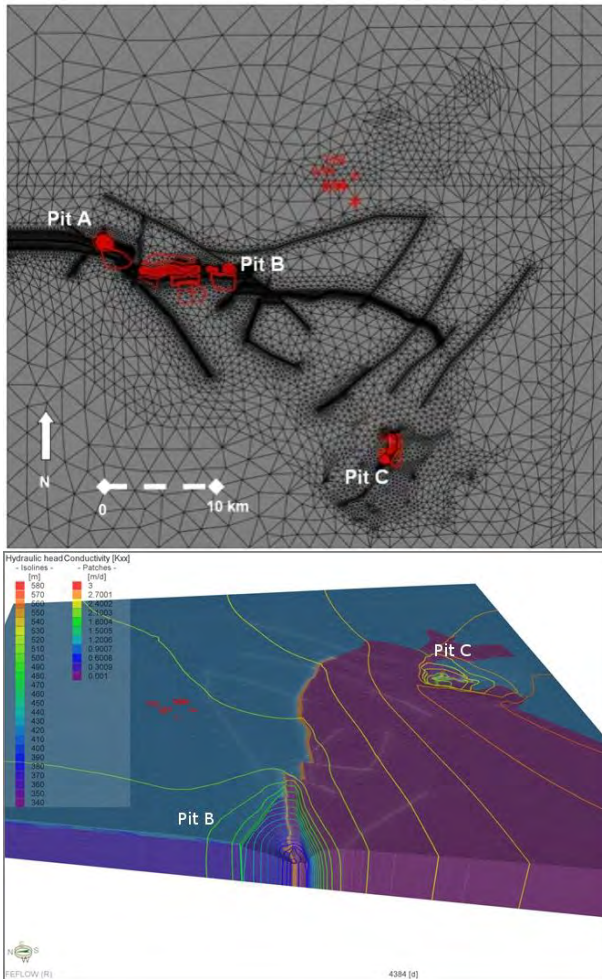 Pit A
Pit B
Pit C
N
0
10 km
Hydraulic head Conductivity [Kxx]
- Isolines - - Patches -
[m] [m/d]
580 3
570 2.7001
560 2.4002
550 2.1003
540 1.8004
530 1.5005
520 1.2006
510 0.9007
500 0.6008
490 0.3009
480 0.001
470
460
450
440
430
420
410
400
390
380
370
360
350
340
Pit C
Pit B
N S
W
FEFLOW (R)
4384 [d]